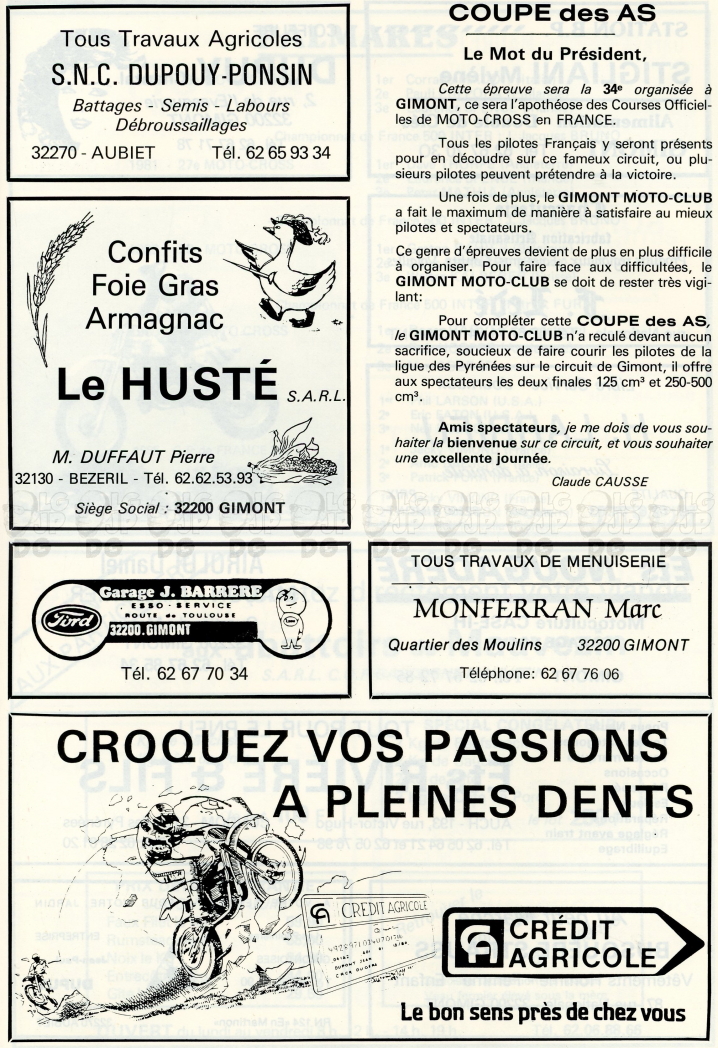 Tous Travaux Agricoles
S.N.C. DUPOUY-PONSIN
Battages - Semis - Labours
Débroussaillages
32270 - AUBIET Tél. 62 65 93 34
Confits
Foie Gras
Armagnac
Le HUSTÉ S.A.R.L.
M. DUFFAUT Pierre
32130 - BEZERIL - Tél. 62.62.53.93
Siège Social : 32200 GIMONT
COUPE des AS
Le Mot du Président,
Cette épreuve sera la 34e organisée à
GIMONT, ce sera l'apothéose des Courses Officiel-
les de MOTO-CROSS en FRANCE.
Tous les pilotes Français y seront présents
pour en découdre sur ce fameux circuit, ou plu-
sieurs pilotes peuvent prétendre à la victoire.
Une fois de plus, le GIMONT MOTO-CLUB
a fait le maximum de manière à satisfaire au mieux
pilotes et spectateurs.
Ce genre d'épreuves devient de plus en plus difficile
à organiser. Pour faire face aux difficultées, le
GIMONT MOTO-CLUB se doit de rester très vigi-
lant:
Pour compléter cette COUPE des AS,
le GIMONT MOTO-CLUB n'a reculé devant aucun
sacrifice, soucieux de faire courir les pilotes de la
ligue des Pyrénées sur le circuit de Gimont, il offre
aux spectateurs les deux finales 125 cm³ et 250-500
cm³.
Amis spectateurs, je me dois de vous sou-
haiter la bienvenue sur ce circuit, et vous souhaiter
une excellente journée.
Claude CAUSSE
Ford
Garage J. BARRERE
ESSO - SERVICE
ROUTE de TOULOUSE
32200.GIMONT
Tél. 62 67 70 34
TOUS TRAVAUX DE MENUISERIE
MONFERRAN Marc
Quartier des Moulins 32200 GIMONT
Téléphone: 62 67 76 06
CROQUEZ VOS PASSIONS
A PLEINES DENTS
CREDIT AGRICOLE
DUPONT JEAN
CRÉDIT
AGRICOLE
Le bon sens près de chez vous